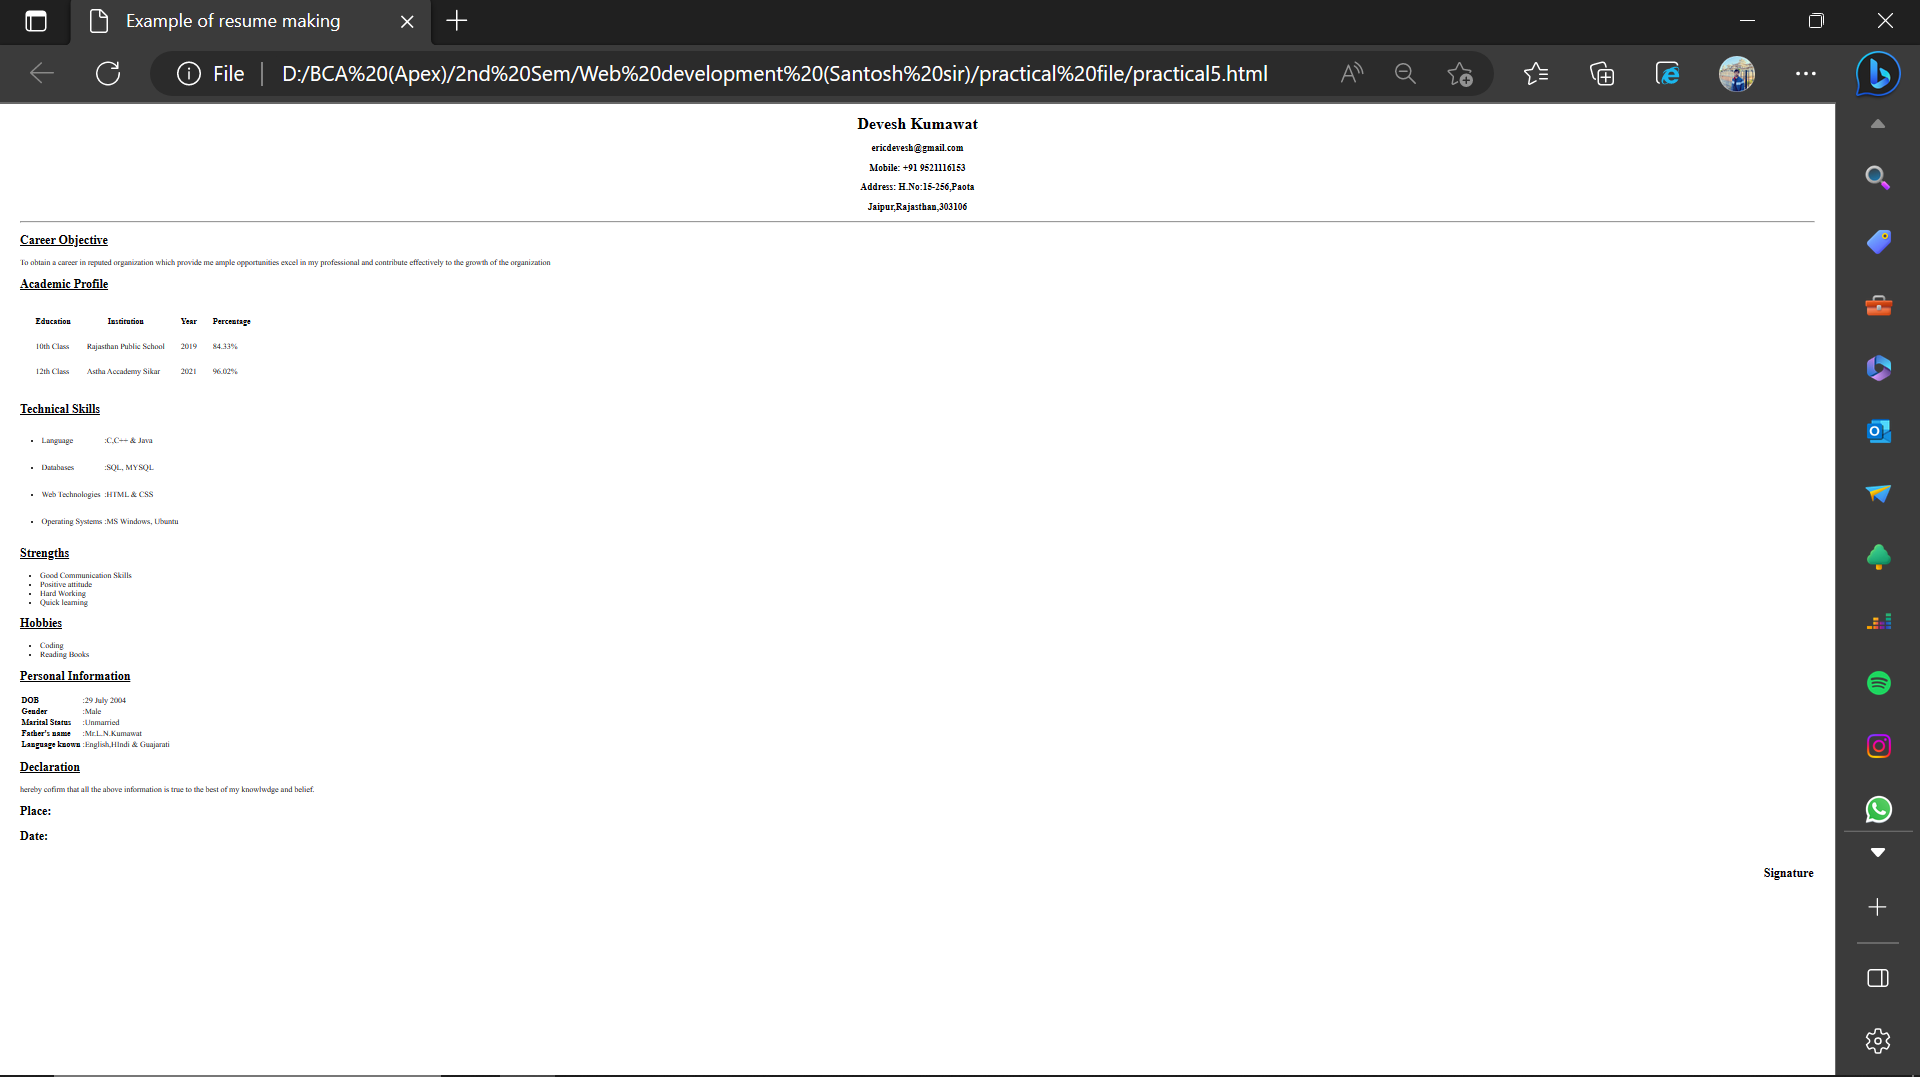 Example of resume making
File
D:/BCA%20(Apex)/2nd%20Sem/Web%20development%20(Santosh%20sir)/practical%20file/practical5.html
Devesh Kumawat
ericdevesh@gmail.com
Mobile: +91 9521116153
Address: H.No:15-256,Paota
Jaipur,Rajasthan,303106
Career Objective
To obtain a career in reputed organization which provide me ample opportunities excel in my professional and contribute effectively to the growth of the organization
Academic Profile
Education Institution Year Percentage
10th Class Rajasthan Public School 2019 84.33%
12th Class Astha Accademy Sikar 2021 96.02%
Technical Skills
• Language :C,C++ & Java
• Databases :SQL, MYSQL
• Web Technologies :HTML & CSS
• Operating Systems :MS Windows, Ubuntu
Strengths
• Good Communication Skills
• Positive attitude
• Hard Working
• Quick learning
Hobbies
• Coding
• Reading Books
Personal Information
DOB :29 July 2004
Gender :Male
Marital Status :Unmarried
Father's name :Mr.L.N.Kumawat
Language known :English,HIndi & Guajarati
Declaration
hereby cofirm that all the above information is true to the best of my knowlwdge and belief.
Place:
Date:
Signature